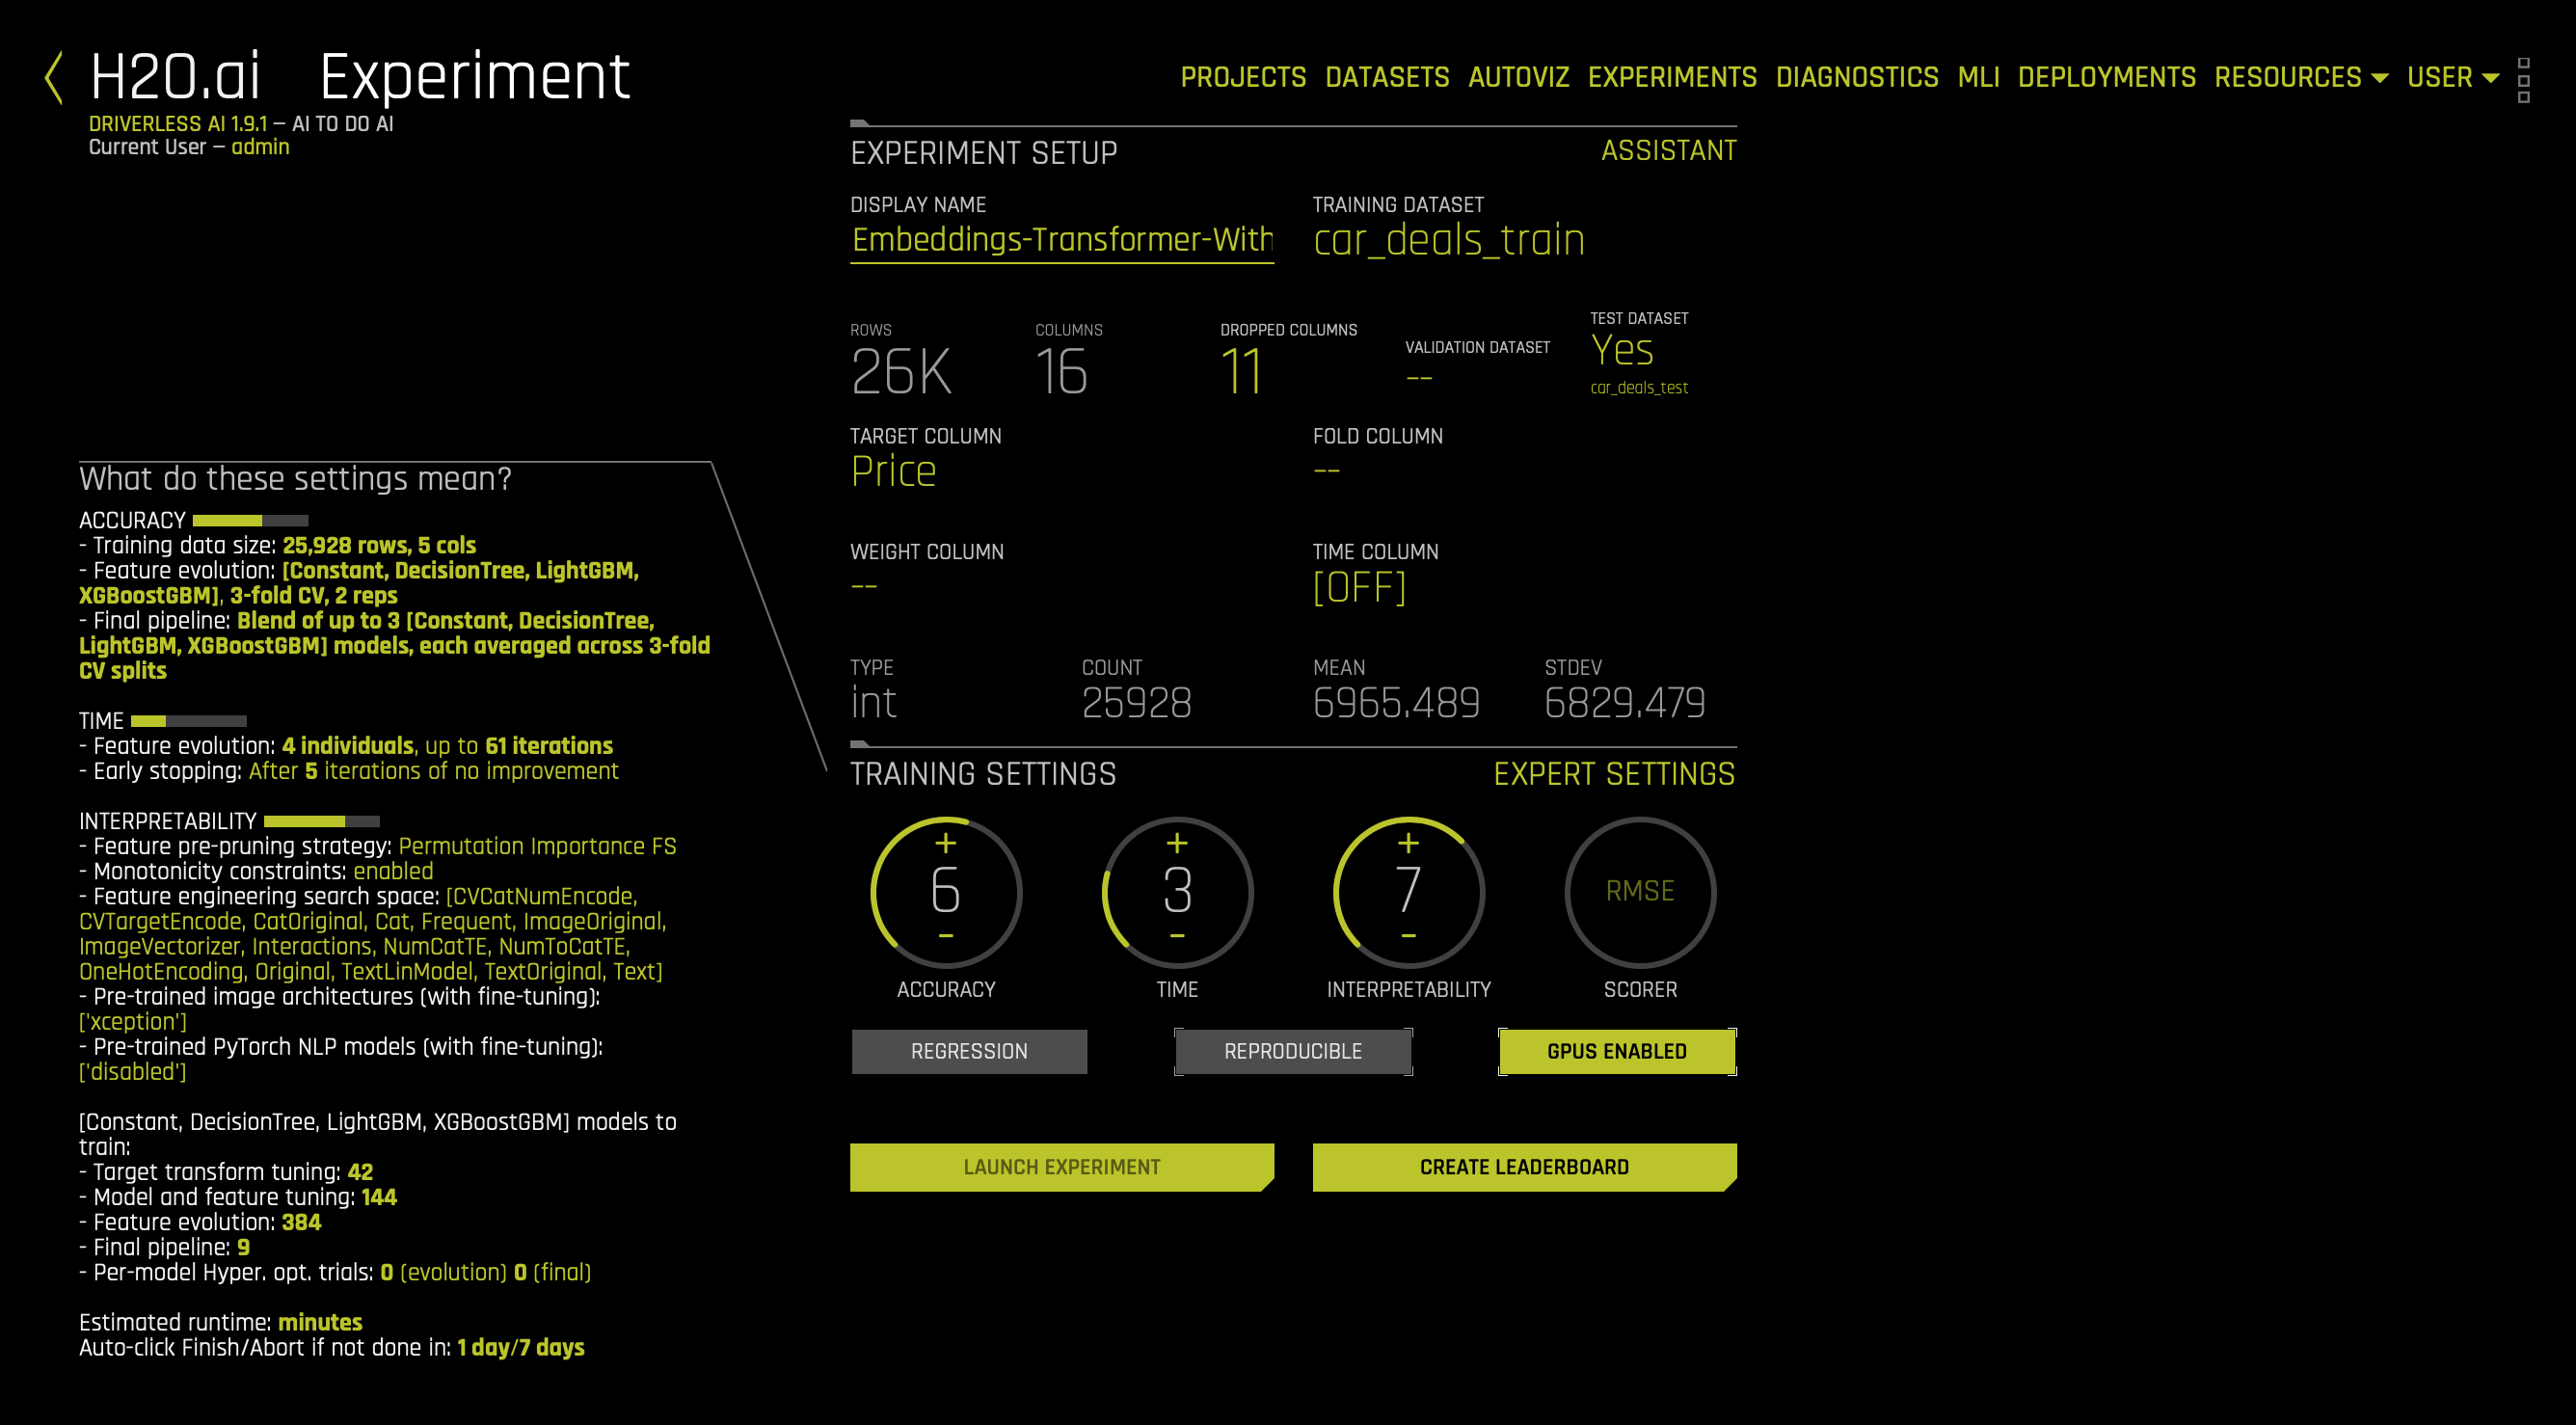 H2O.ai Experiment
DRIVERLESS AI 1.9.1 – AI TO DO AI
Current User – admin
PROJECTS DATASETS AUTOVIZ EXPERIMENTS DIAGNOSTICS MLI DEPLOYMENTS RESOURCES USER
What do these settings mean?
ACCURACY
- Training data size: 25,928 rows, 5 cols
- Feature evolution: [Constant, DecisionTree, LightGBM,
XGBoostGBM], 3-fold CV, 2 reps
- Final pipeline: Blend of up to 3 [Constant, DecisionTree,
LightGBM, XGBoostGBM] models, each averaged across 3-fold
CV splits
TIME
- Feature evolution: 4 individuals, up to 61 iterations
- Early stopping: After 5 iterations of no improvement
INTERPRETABILITY
- Feature pre-pruning strategy: Permutation Importance FS
- Monotonicity constraints: enabled
- Feature engineering search space: [CVCatNumEncode,
CVTargetEncode, CatOriginal, Cat, Frequent, ImageOriginal,
ImageVectorizer, Interactions, NumCatTE, NumToCatTE,
OneHotEncoding, Original, TextLinModel, TextOriginal, Text]
- Pre-trained image architectures (with fine-tuning):
['xception']
- Pre-trained PyTorch NLP models (with fine-tuning):
['disabled']
[Constant, DecisionTree, LightGBM, XGBoostGBM] models to
train:
- Target transform tuning: 42
- Model and feature tuning: 144
- Feature evolution: 384
- Final pipeline: 9
- Per-model Hyper. opt. trials: 0 (evolution) 0 (final)
Estimated runtime: minutes
Auto-click Finish/Abort if not done in: 1 day/7 days
EXPERIMENT SETUP ASSISTANT
DISPLAY NAME TRAINING DATASET
Embeddings-Transformer-With car_deals_train
ROWS COLUMNS DROPPED COLUMNS VALIDATION DATASET TEST DATASET
26K 16 11 -- Yes
car_deals_test
TARGET COLUMN FOLD COLUMN
Price --
WEIGHT COLUMN TIME COLUMN
-- [OFF]
TYPE COUNT MEAN STDEV
int 25928 6965.489 6829.479
TRAINING SETTINGS EXPERT SETTINGS
+ + +
6 3 7 RMSE
- - -
ACCURACY TIME INTERPRETABILITY SCORER
REGRESSION REPRODUCIBLE GPUS ENABLED
LAUNCH EXPERIMENT CREATE LEADERBOARD